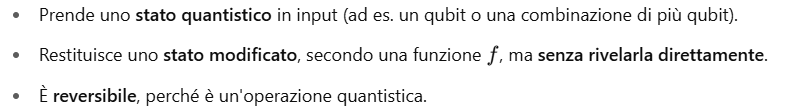 • Prende uno stato quantistico in input (ad es. un qubit o una combinazione di più qubit).
• Restituisce uno stato modificato, secondo una funzione f, ma senza rivelarla direttamente.
• È reversibile, perché è un'operazione quantistica.